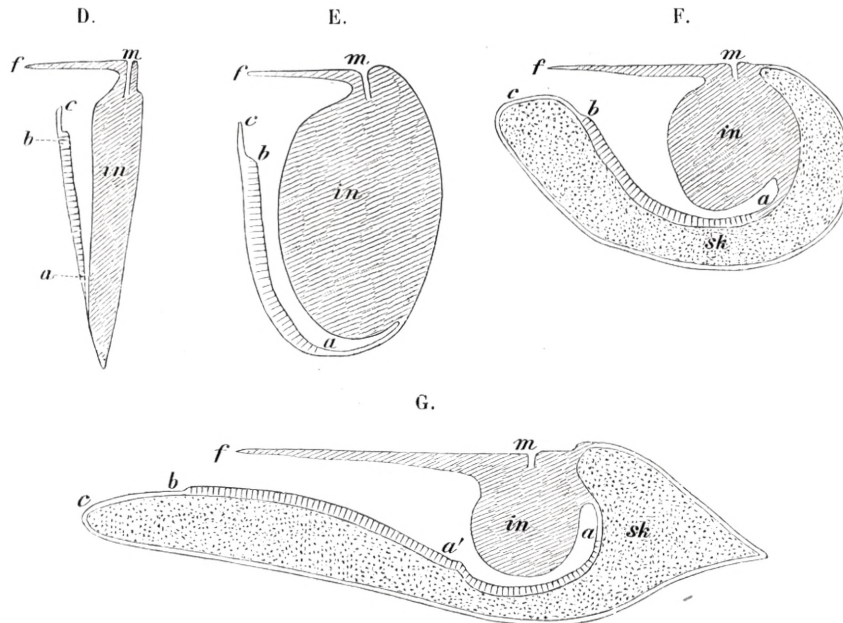 D. E. F.
f m f m f m
c c c b
b b
in in in
a a a
sk
G.
f m
b
c
in a sk
a'